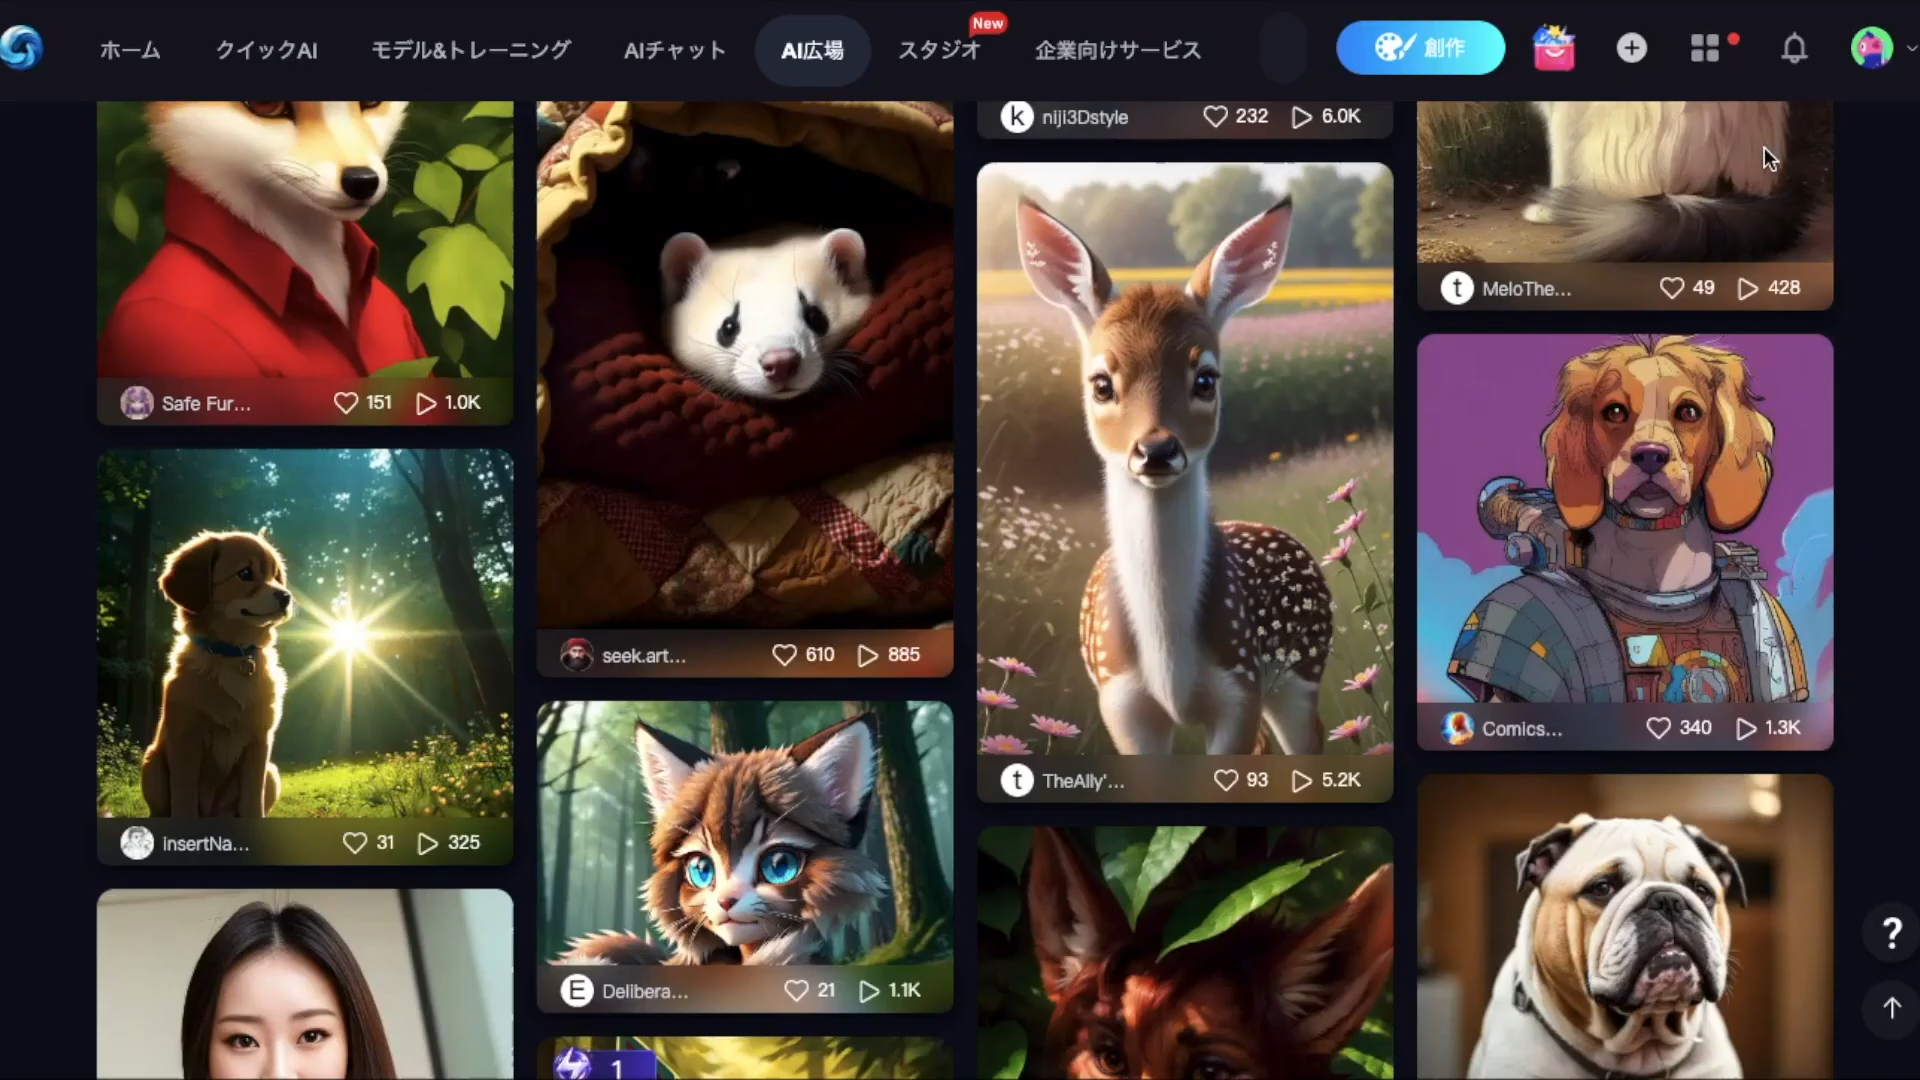 ホーム
クイックAI
モデル&トレーニング
AIチャット
AI広場
スタジオ
New
企業向けサービス
創作
k niji3Dstyle 232 6.0K
t MeloThe... 49 428
Safe Fur... 151 1.0K
seek.art... 610 885
Comics... 340 1.3K
t TheAlly'... 93 5.2K
insertNa... 31 325
E Delibera... 21 1.1K
?
1